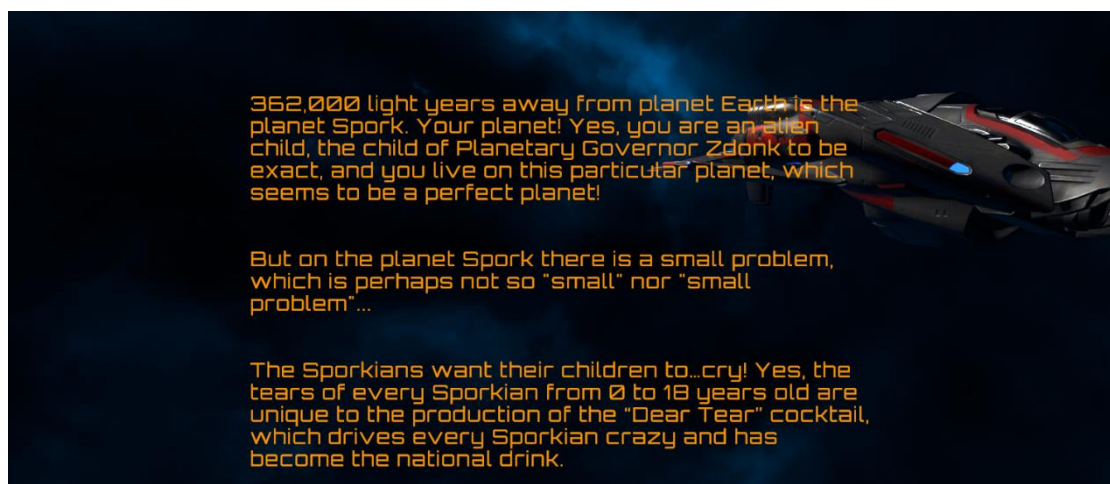 362,000 light years away from planet Earth is the
planet Spork. Your planet! Yes, you are an alien
child, the child of Planetary Governor Zdonk to be
exact, and you live on this particular planet, which
seems to be a perfect planet!
But on the planet Spork there is a small problem,
which is perhaps not so "small" nor "small
problem"...
The Sporkians want their children to...cry! Yes, the
tears of every Sporkian from 0 to 18 years old are
unique to the production of the “Dear Tear” cocktail,
which drives every Sporkian crazy and has
become the national drink.